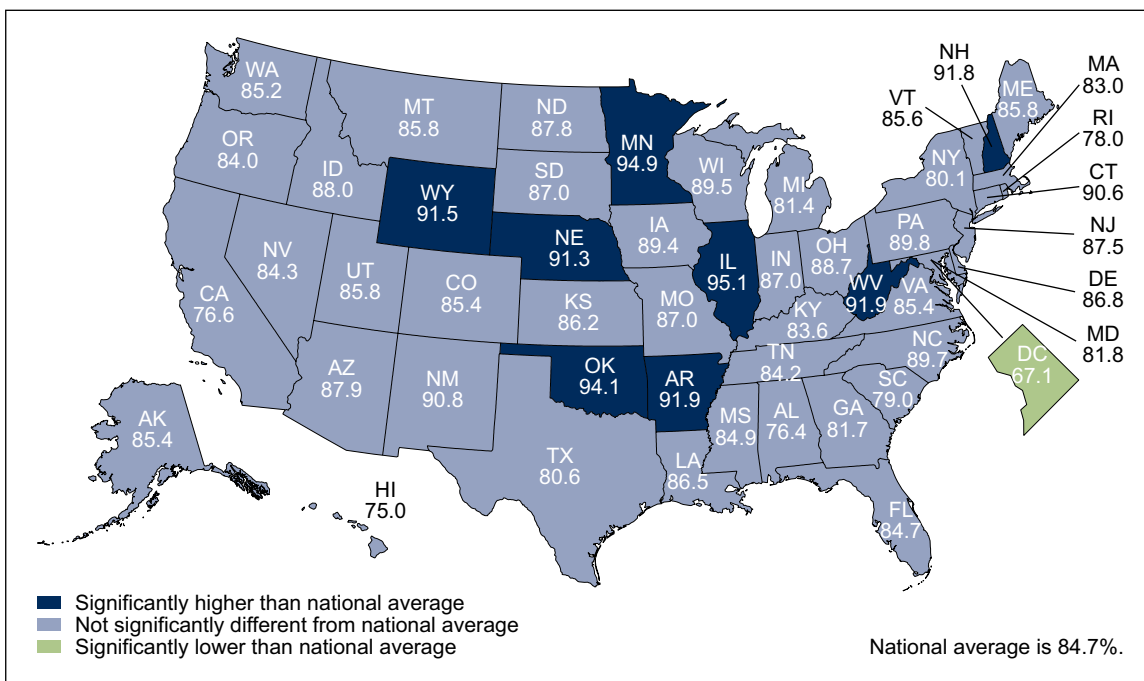 WA
85.2
OR
84.0
CA
76.6
NV
84.3
ID
88.0
MT
85.8
WY
91.5
UT
85.8
AZ
87.9
CO
85.4
NM
90.8
ND
87.8
SD
87.0
NE
91.3
KS
86.2
OK
94.1
TX
80.6
MN
94.9
IA
89.4
MO
87.0
AR
91.9
LA
86.5
WI
89.5
IL
95.1
MI
81.4
IN
87.0
OH
88.7
KY
83.6
TN
84.2
MS
84.9
AL
76.4
GA
81.7
FL
84.7
SC
79.0
NC
89.7
VA
85.4
WV
91.9
PA
89.8
NY
80.1
VT
85.6
NH
91.8
ME
85.8
MA
83.0
RI
78.0
CT
90.6
NJ
87.5
DE
86.8
MD
81.8
DC
67.1
AK
85.4
HI
75.0
Significantly higher than national average
Not significantly different from national average
Significantly lower than national average
National average is 84.7%.